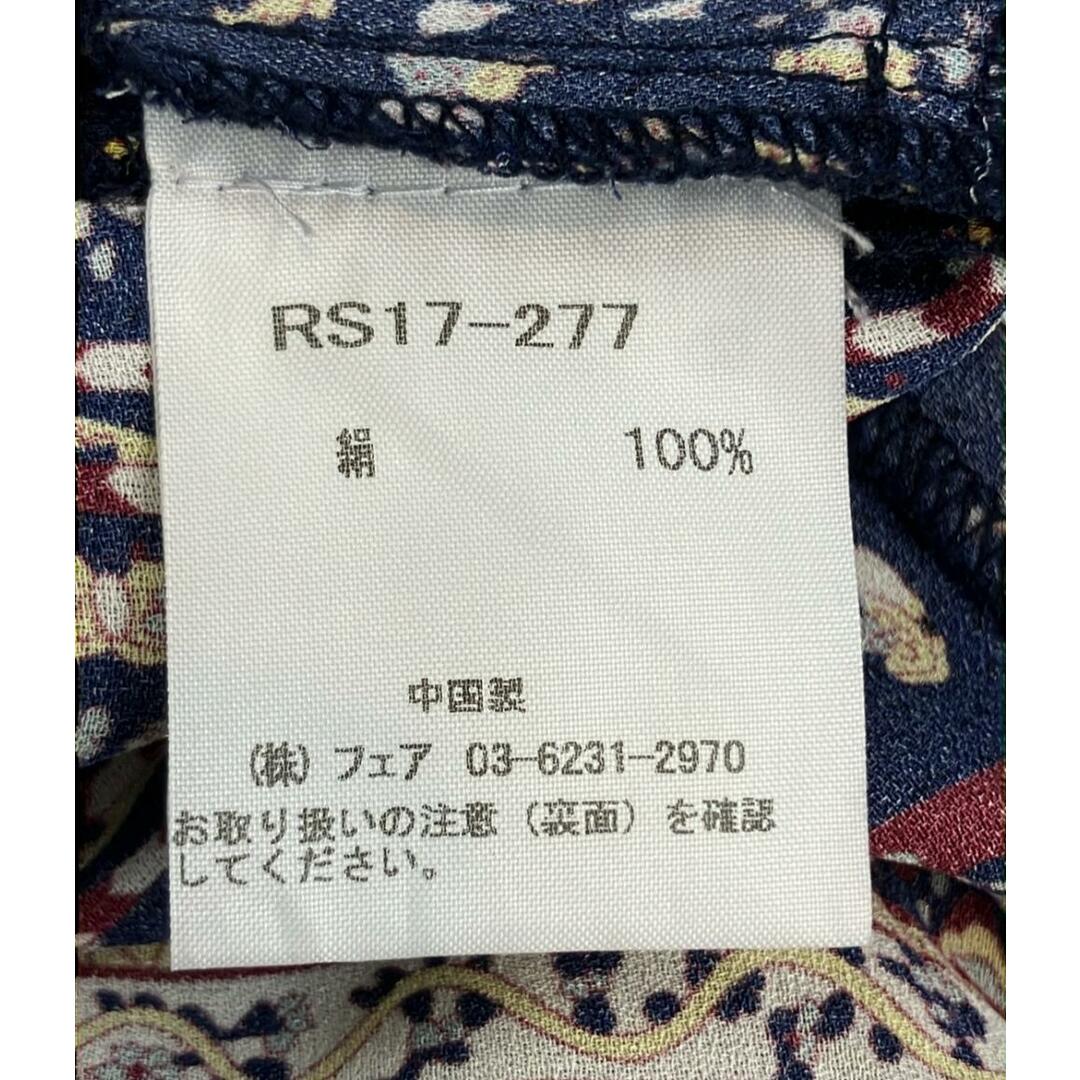 RS17-277
絹 100%
中国製
(株) フェア 03-6231-2970
お取り扱いの注意 (裏面) を確認
してください。